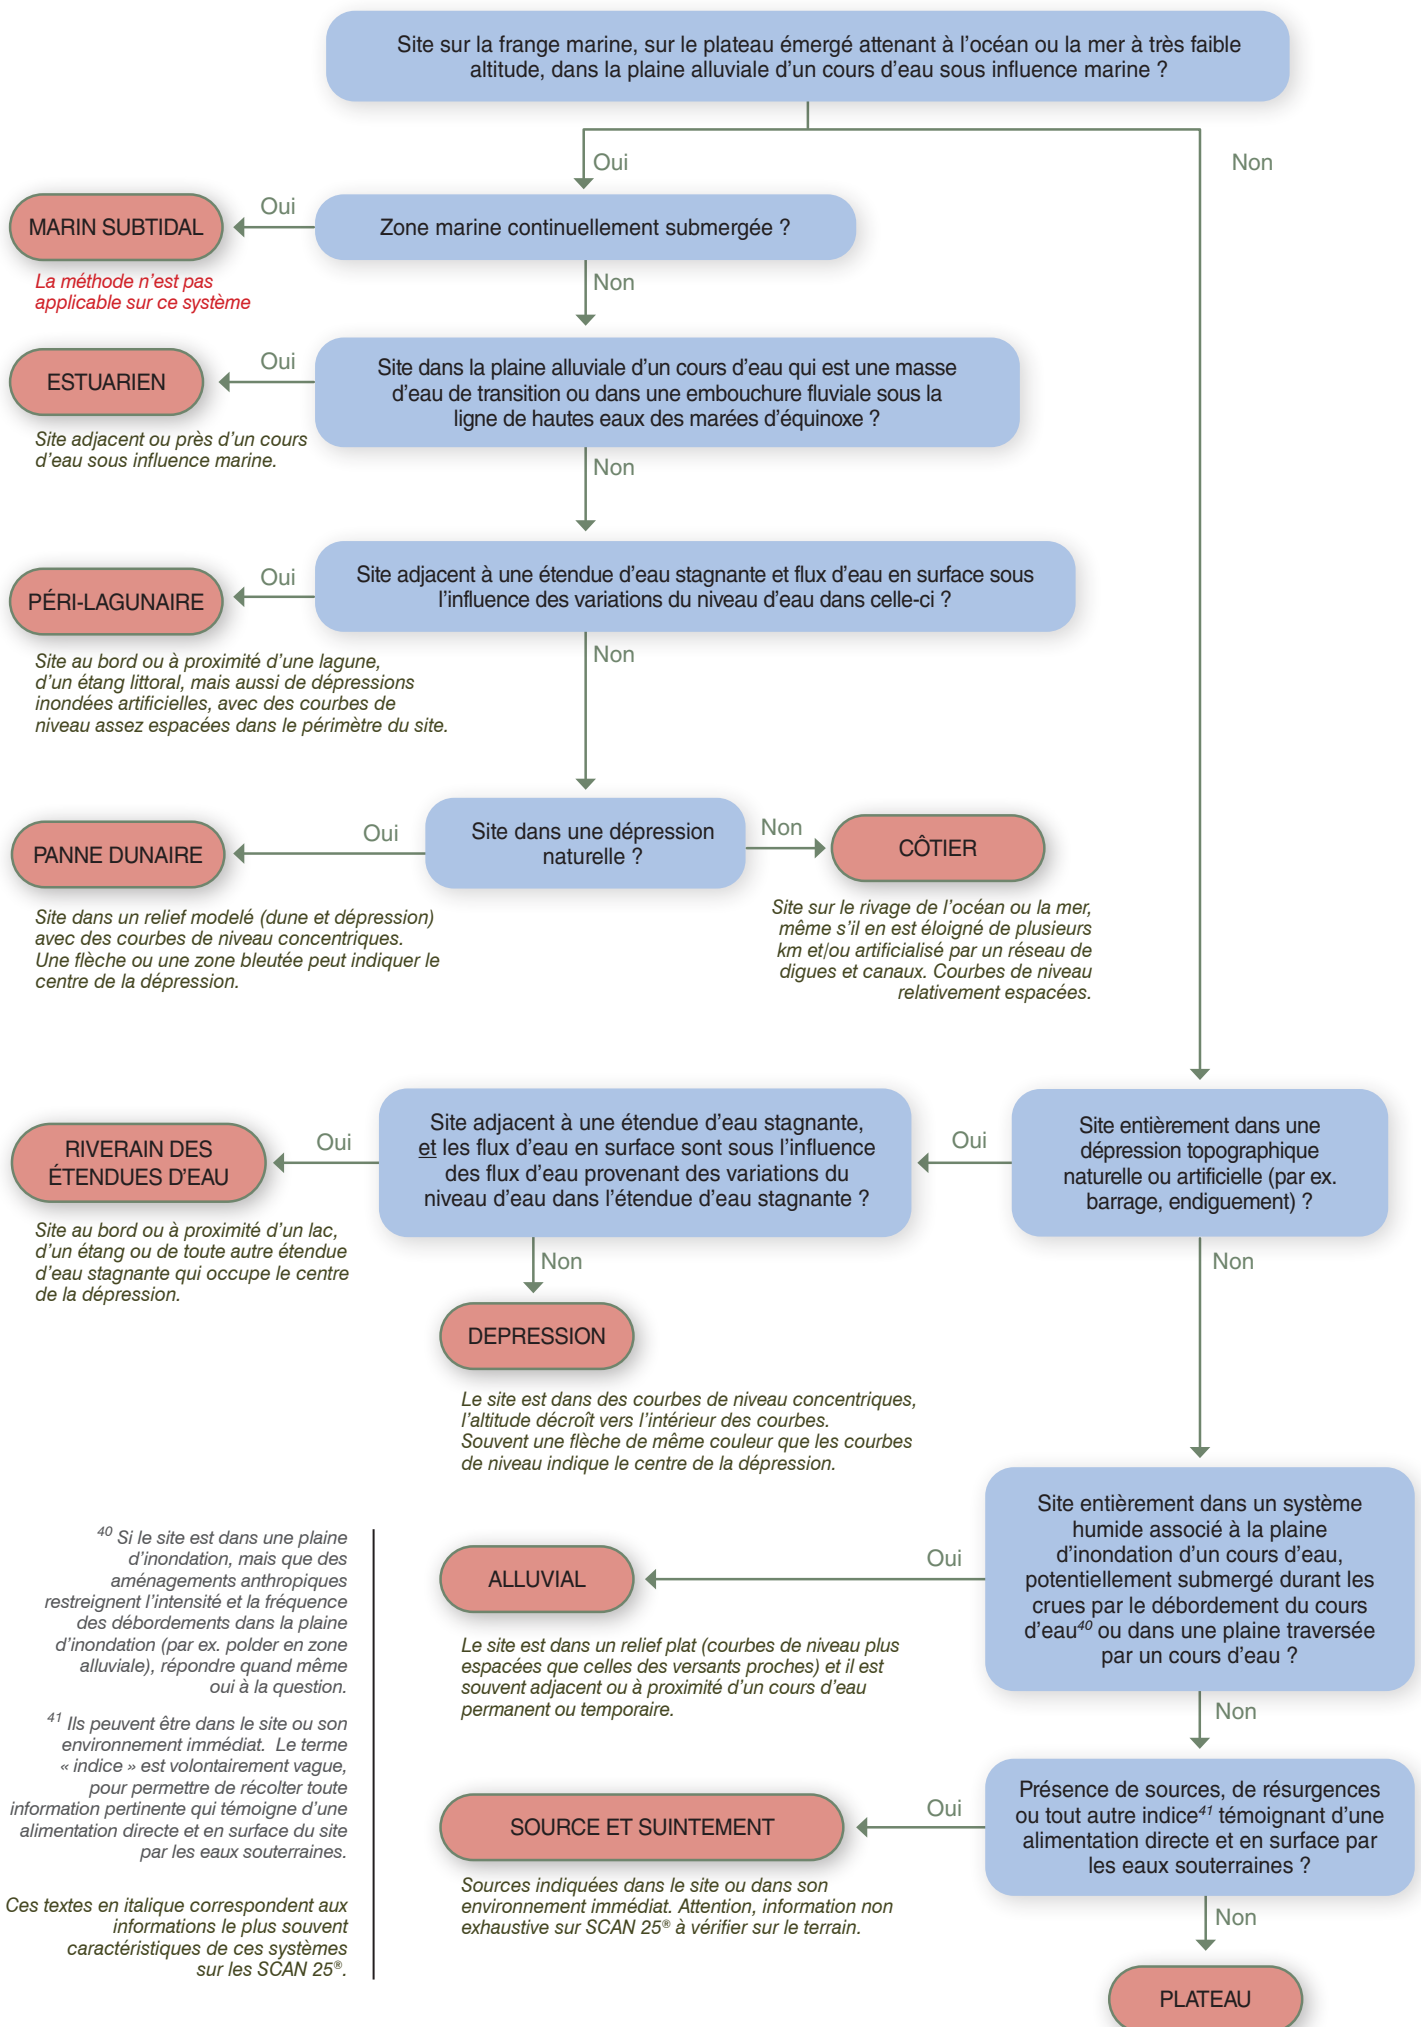 Site sur la frange marine, sur le plateau émergé attenant à l'océan ou la mer à très faible
altitude, dans la plaine alluviale d'un cours d'eau sous influence marine ?
Oui
Non
MARIN SUBTIDAL
Oui
Zone marine continuellement submergée ?
La méthode n'est pas
applicable sur ce système
Non
ESTUARIEN
Oui
Site dans la plaine alluviale d'un cours d'eau qui est une masse
d'eau de transition ou dans une embouchure fluviale sous la
ligne de hautes eaux des marées d'équinoxe ?
Site adjacent ou près d'un cours
d'eau sous influence marine.
Non
PÉRI-LAGUNAIRE
Oui
Site adjacent à une étendue d'eau stagnante et flux d'eau en surface sous
l'influence des variations du niveau d'eau dans celle-ci ?
Site au bord ou à proximité d'une lagune,
d'un étang littoral, mais aussi de dépressions
inondées artificielles, avec des courbes de
niveau assez espacées dans le périmètre du site.
Non
PANNE DUNAIRE
Oui
Site dans une dépression
naturelle ?
Non
CÔTIER
Site dans un relief modelé (dune et dépression)
avec des courbes de niveau concentriques.
Une flèche ou une zone bleutée peut indiquer le
centre de la dépression.
Site sur le rivage de l'océan ou la mer,
même s'il en est éloigné de plusieurs
km et/ou artificialisé par un réseau de
digues et canaux. Courbes de niveau
relativement espacées.
RIVERAIN DES
ÉTENDUES D'EAU
Oui
Site adjacent à une étendue d'eau stagnante,
et les flux d'eau en surface sont sous l'influence
des flux d'eau provenant des variations du
niveau d'eau dans l'étendue d'eau stagnante ?
Oui
Site entièrement dans une
dépression topographique
naturelle ou artificielle (par ex.
barrage, endiguement) ?
Site au bord ou à proximité d'un lac,
d'un étang ou de toute autre étendue
d'eau stagnante qui occupe le centre
de la dépression.
Non
Non
DEPRESSION
Le site est dans des courbes de niveau concentriques,
l'altitude décroît vers l'intérieur des courbes.
Souvent une flèche de même couleur que les courbes
de niveau indique le centre de la dépression.
ALLUVIAL
Oui
Site entièrement dans un système
humide associé à la plaine
d'inondation d'un cours d'eau,
potentiellement submergé durant les
crues par le débordement du cours
d'eau40 ou dans une plaine traversée
par un cours d'eau ?
Le site est dans un relief plat (courbes de niveau plus
espacées que celles des versants proches) et il est
souvent adjacent ou à proximité d'un cours d'eau
permanent ou temporaire.
Non
SOURCE ET SUINTEMENT
Oui
Présence de sources, de résurgences
ou tout autre indice41 témoignant d'une
alimentation directe et en surface par
les eaux souterraines ?
Sources indiquées dans le site ou dans son
environnement immédiat. Attention, information non
exhaustive sur SCAN 25® à vérifier sur le terrain.
Non
PLATEAU
40 Si le site est dans une plaine
d'inondation, mais que des
aménagements anthropiques
restreignent l'intensité et la fréquence
des débordements dans la plaine
d'inondation (par ex. polder en zone
alluviale), répondre quand même
oui à la question.
41 Ils peuvent être dans le site ou son
environnement immédiat. Le terme
« indice » est volontairement vague,
pour permettre de récolter toute
information pertinente qui témoigne d'une
alimentation directe et en surface du site
par les eaux souterraines.
Ces textes en italique correspondent aux
informations le plus souvent
caractéristiques de ces systèmes
sur les SCAN 25®.